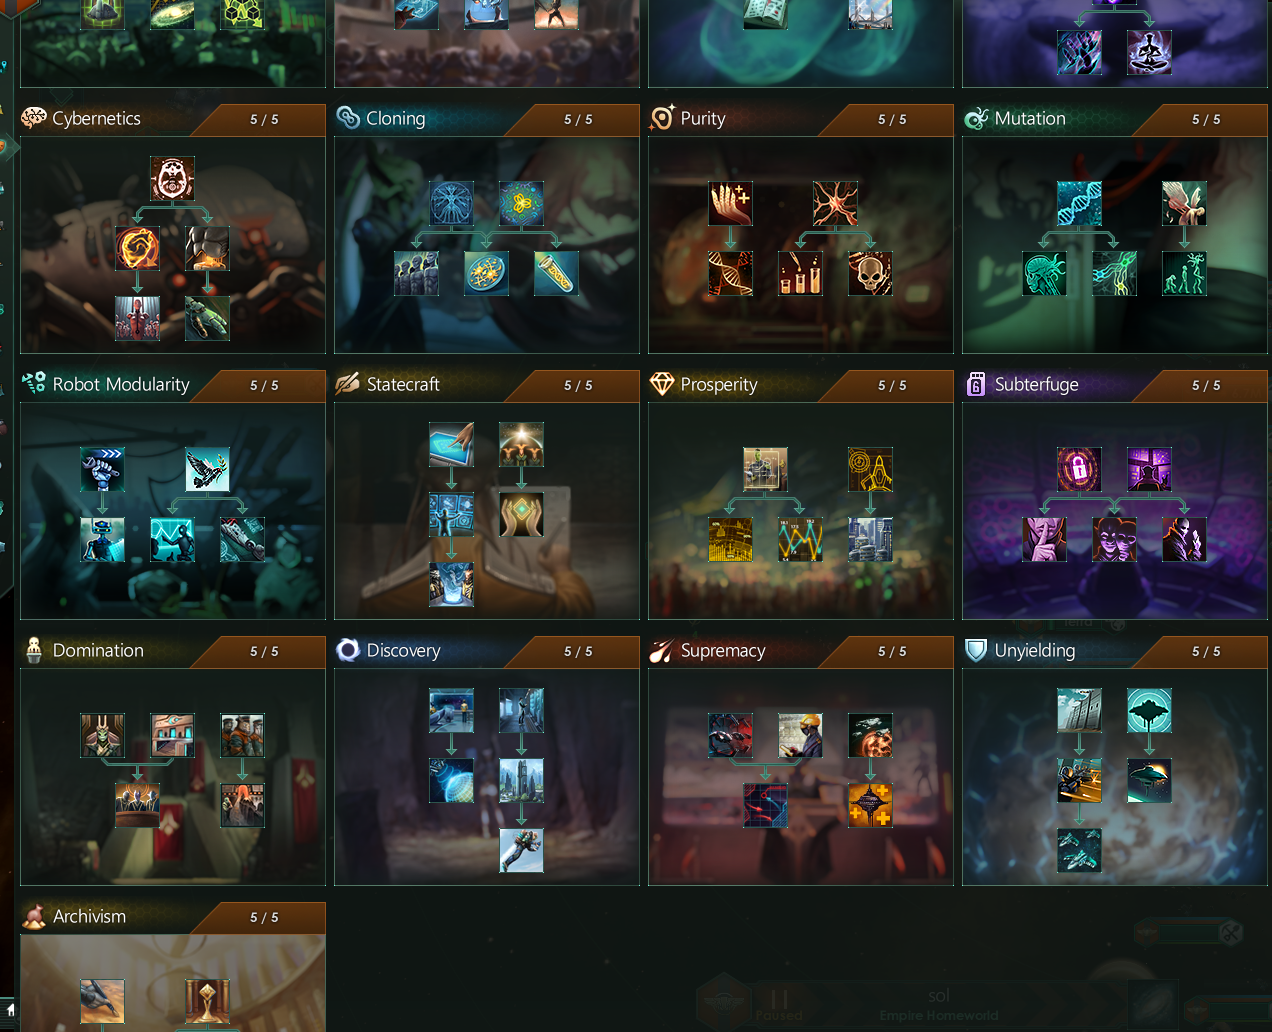 Cybernetics 5 / 5
Cloning 5 / 5
Purity 5 / 5
Mutation 5 / 5
Robot Modularity 5 / 5
Statecraft 5 / 5
Prosperity 5 / 5
Subterfuge 5 / 5
Domination 5 / 5
Discovery 5 / 5
Supremacy 5 / 5
Unyielding 5 / 5
Archivism 5 / 5
sol
Paused
Empire Homeworld